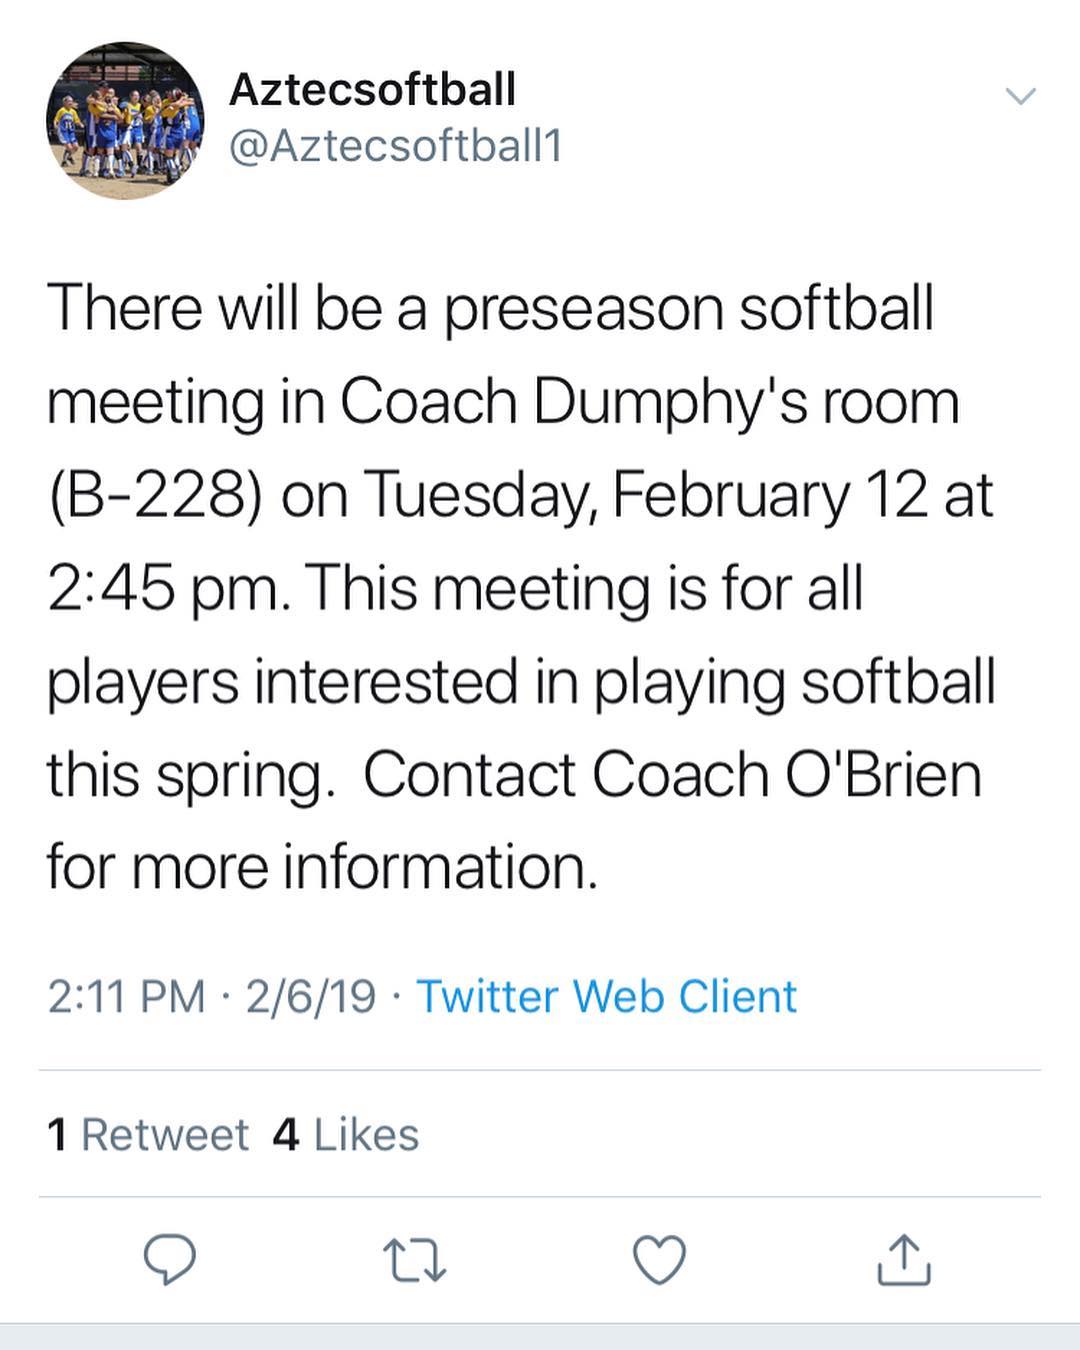 Aztecsoftball
@Aztecsoftball1
There will be a preseason softball
meeting in Coach Dumphy's room
(B-228) on Tuesday, February 12 at
2:45 pm. This meeting is for all
players interested in playing softball
this spring.  Contact Coach O'Brien
for more information.
2:11 PM · 2/6/19 · Twitter Web Client
1 Retweet 4 Likes